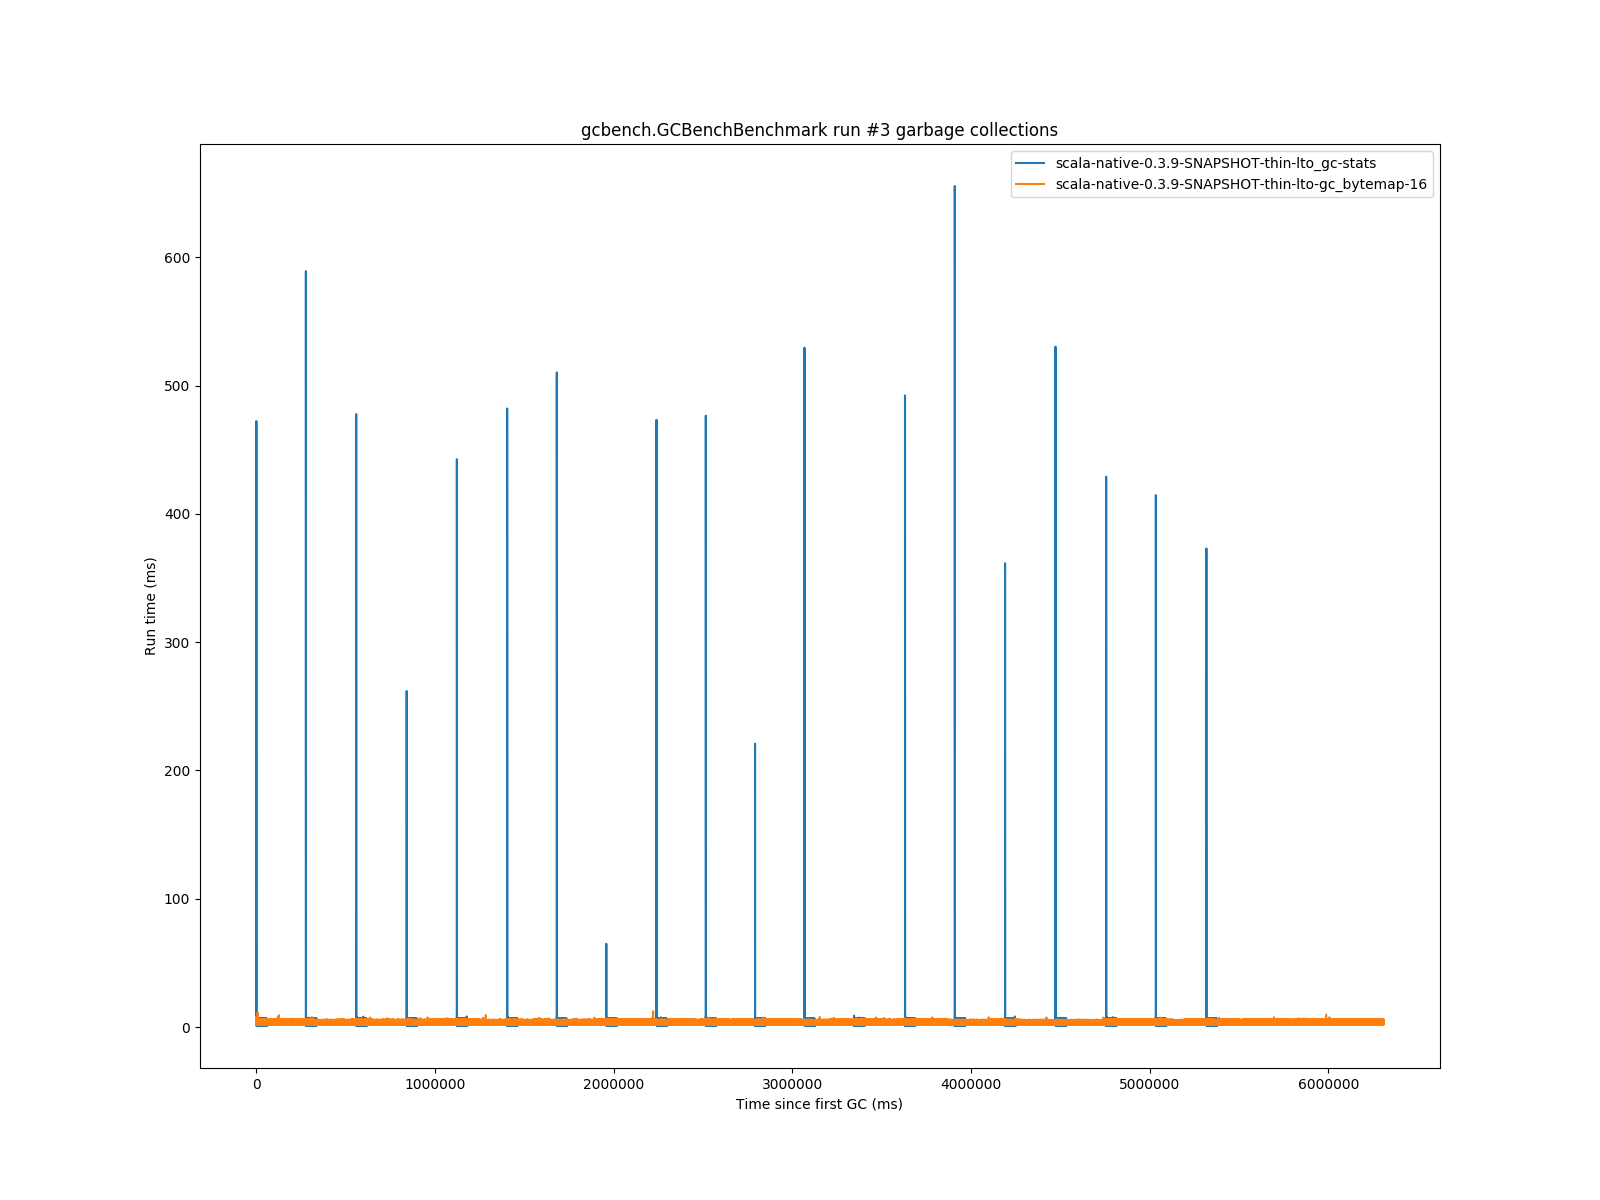 gcbench.GCBenchBenchmark run #3 garbage collections
scala-native-0.3.9-SNAPSHOT-thin-lto_gc-stats
scala-native-0.3.9-SNAPSHOT-thin-lto-gc_bytemap-16
600
500
400
300
200
100
0
Run time (ms)
0 1000000 2000000 3000000 4000000 5000000 6000000
Time since first GC (ms)